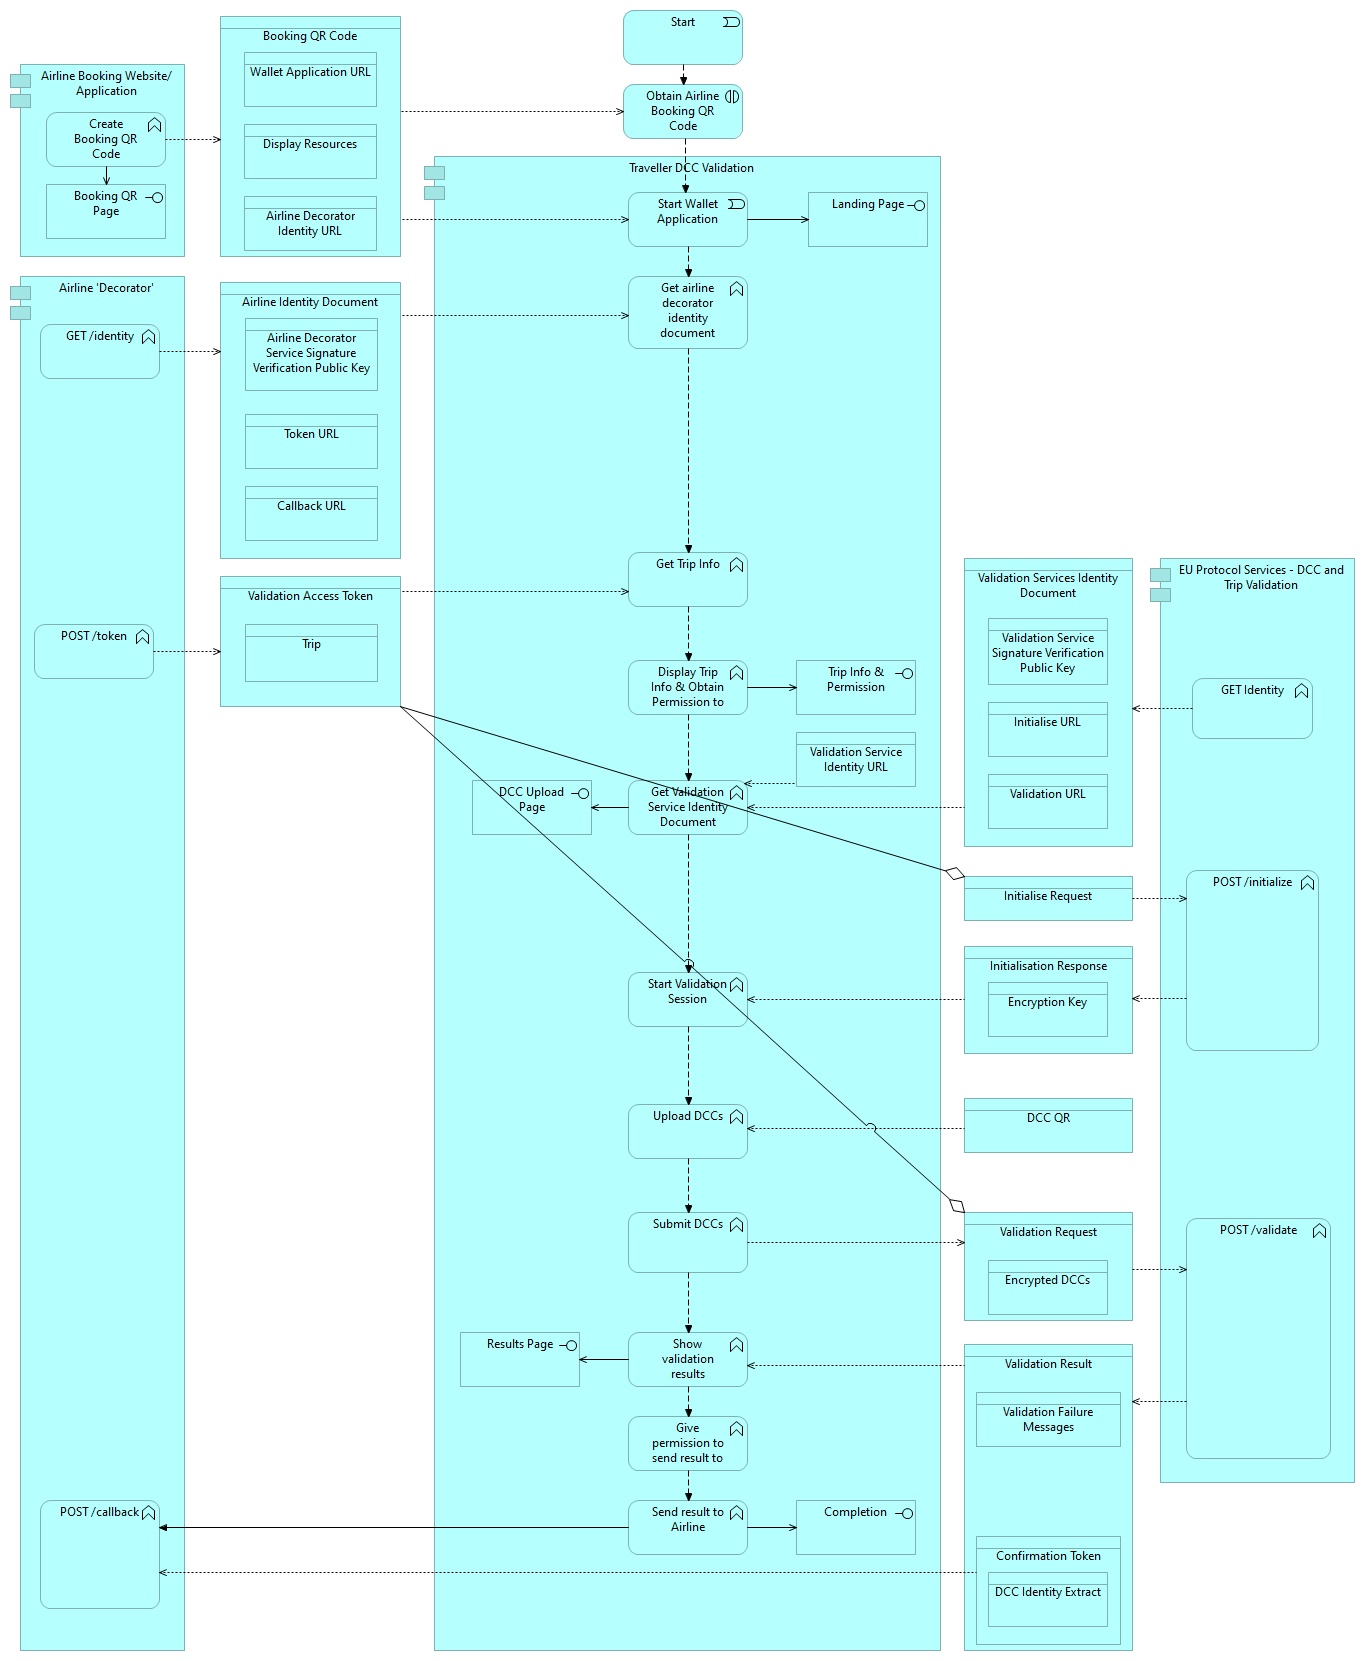 Start
Obtain Airline
Booking QR
Code
Airline Booking Website/
Application
Create
Booking QR
Code
Booking QR
Page
Booking QR Code
Wallet Application URL
Display Resources
Airline Decorator
Identity URL
Traveller DCC Validation
Start Wallet
Application
Landing Page
Get airline
decorator
identity
document
Airline 'Decorator'
GET /identity
Airline Identity Document
Airline Decorator
Service Signature
Verification Public Key
Token URL
Callback URL
Get Trip Info
Validation Access Token
Trip
POST /token
Display Trip
Info & Obtain
Permission to
Trip Info &
Permission
Validation Service
Identity URL
DCC Upload
Page
Get Validation
Service Identity
Document
Validation Services Identity
Document
Validation Service
Signature Verification
Public Key
Initialise URL
Validation URL
EU Protocol Services - DCC and
Trip Validation
GET Identity
Initialise Request
POST /initialize
Start Validation
Session
Initialisation Response
Encryption Key
Upload DCCs
DCC QR
Submit DCCs
Validation Request
Encrypted DCCs
POST /validate
Results Page
Show
validation
results
Validation Result
Validation Failure
Messages
Give
permission to
send result to
POST /callback
Send result to
Airline
Completion
Confirmation Token
DCC Identity Extract